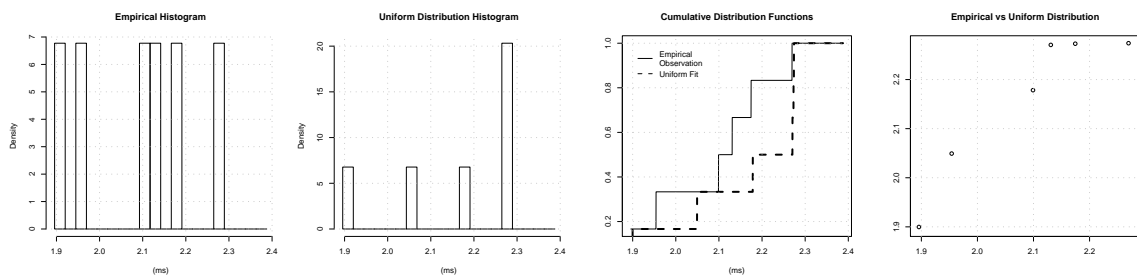 Empirical Histogram
Density
7
6
5
4
3
2
1
0
1.9 2.0 2.1 2.2 2.3 2.4
(ms)
Uniform Distribution Histogram
Density
20
15
10
5
0
1.9 2.0 2.1 2.2 2.3 2.4
(ms)
Cumulative Distribution Functions
Empirical
Observation
Uniform Fit
1.0
0.8
0.6
0.4
0.2
1.9 2.0 2.1 2.2 2.3 2.4
(ms)
Empirical vs Uniform Distribution
2.2
2.1
2.0
1.9
1.9 2.0 2.1 2.2